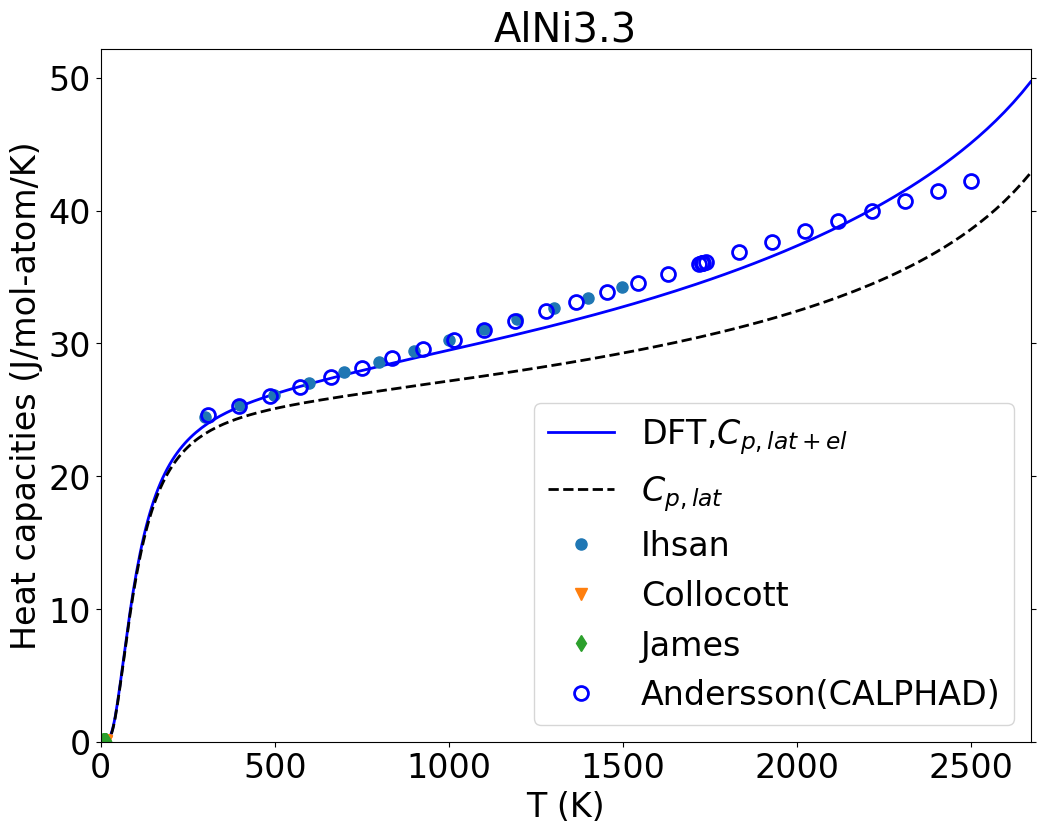 AlNi3.3
Heat capacities (J/mol-atom/K)
50
40
30
20
10
0
DFT,C_{p, lat + el}
C_{p, lat}
Ihsan
Collocott
James
Andersson(CALPHAD)
0 500 1000 1500 2000 2500
T (K)